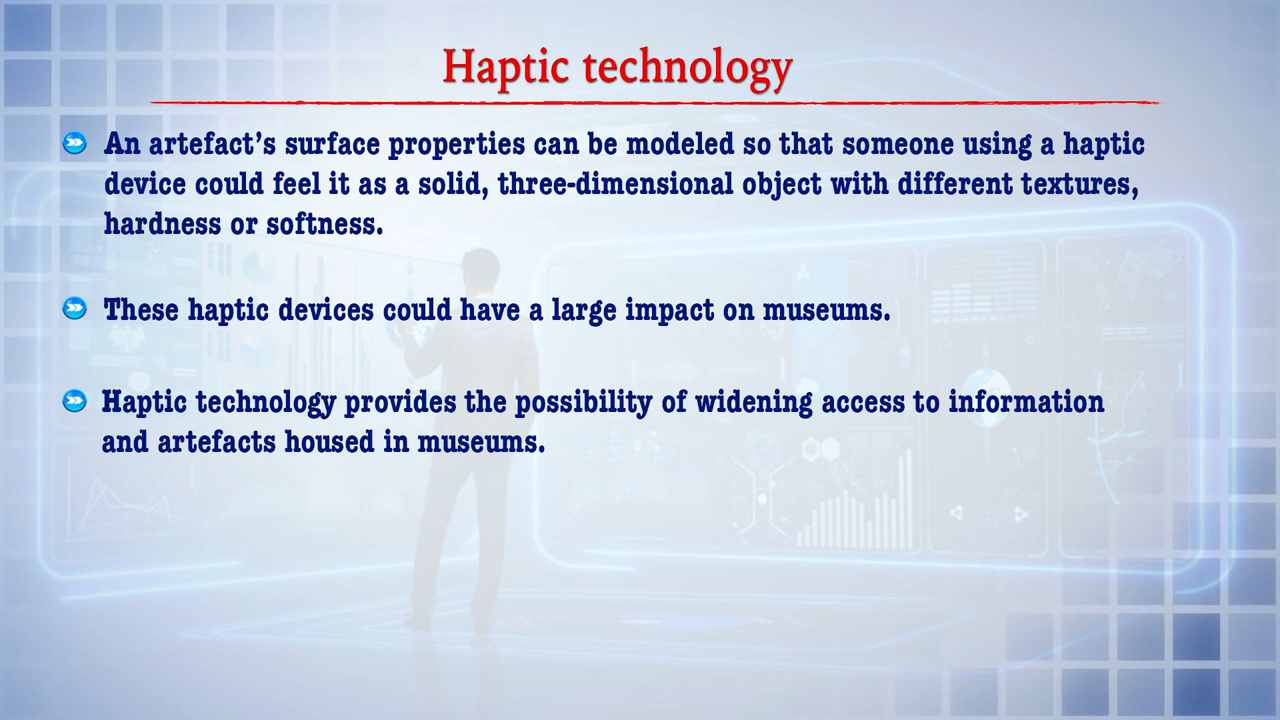 Haptic technology
An artefact’s surface properties can be modeled so that someone using a haptic
device could feel it as a solid, three-dimensional object with different textures,
hardness or softness.
These haptic devices could have a large impact on museums.
Haptic technology provides the possibility of widening access to information
and artefacts housed in museums.